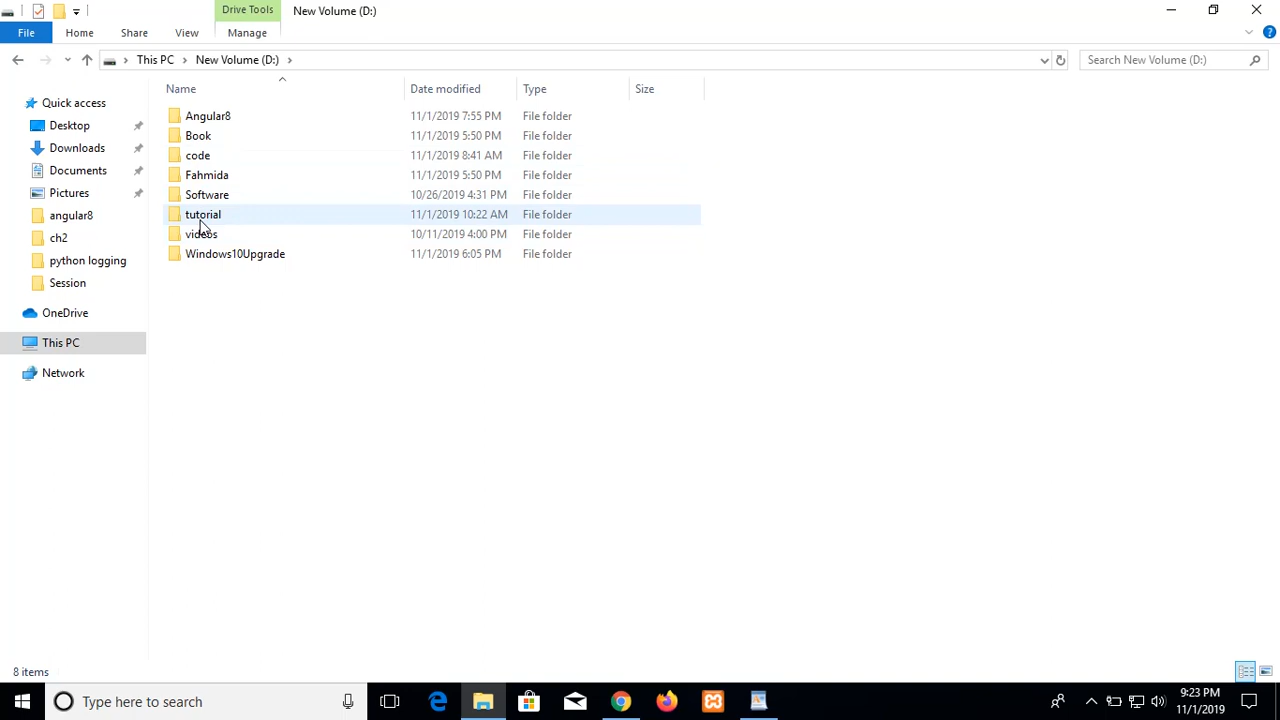 Drive Tools New Volume (D:)
File Home Share View Manage
This PC New Volume (D:) Search New Volume (D:)
Name Date modified Type Size
Quick access
Desktop
Downloads
Documents
Pictures
angular8
ch2
python logging
Session
OneDrive
This PC
Network
Angular8 11/1/2019 7:55 PM File folder
Book 11/1/2019 5:50 PM File folder
code 11/1/2019 8:41 AM File folder
Fahmida 11/1/2019 5:50 PM File folder
Software 10/26/2019 4:31 PM File folder
tutorial 11/1/2019 10:22 AM File folder
videos 10/11/2019 4:00 PM File folder
Windows10Upgrade 11/1/2019 6:05 PM File folder
8 items
Type here to search
9:23 PM
11/1/2019